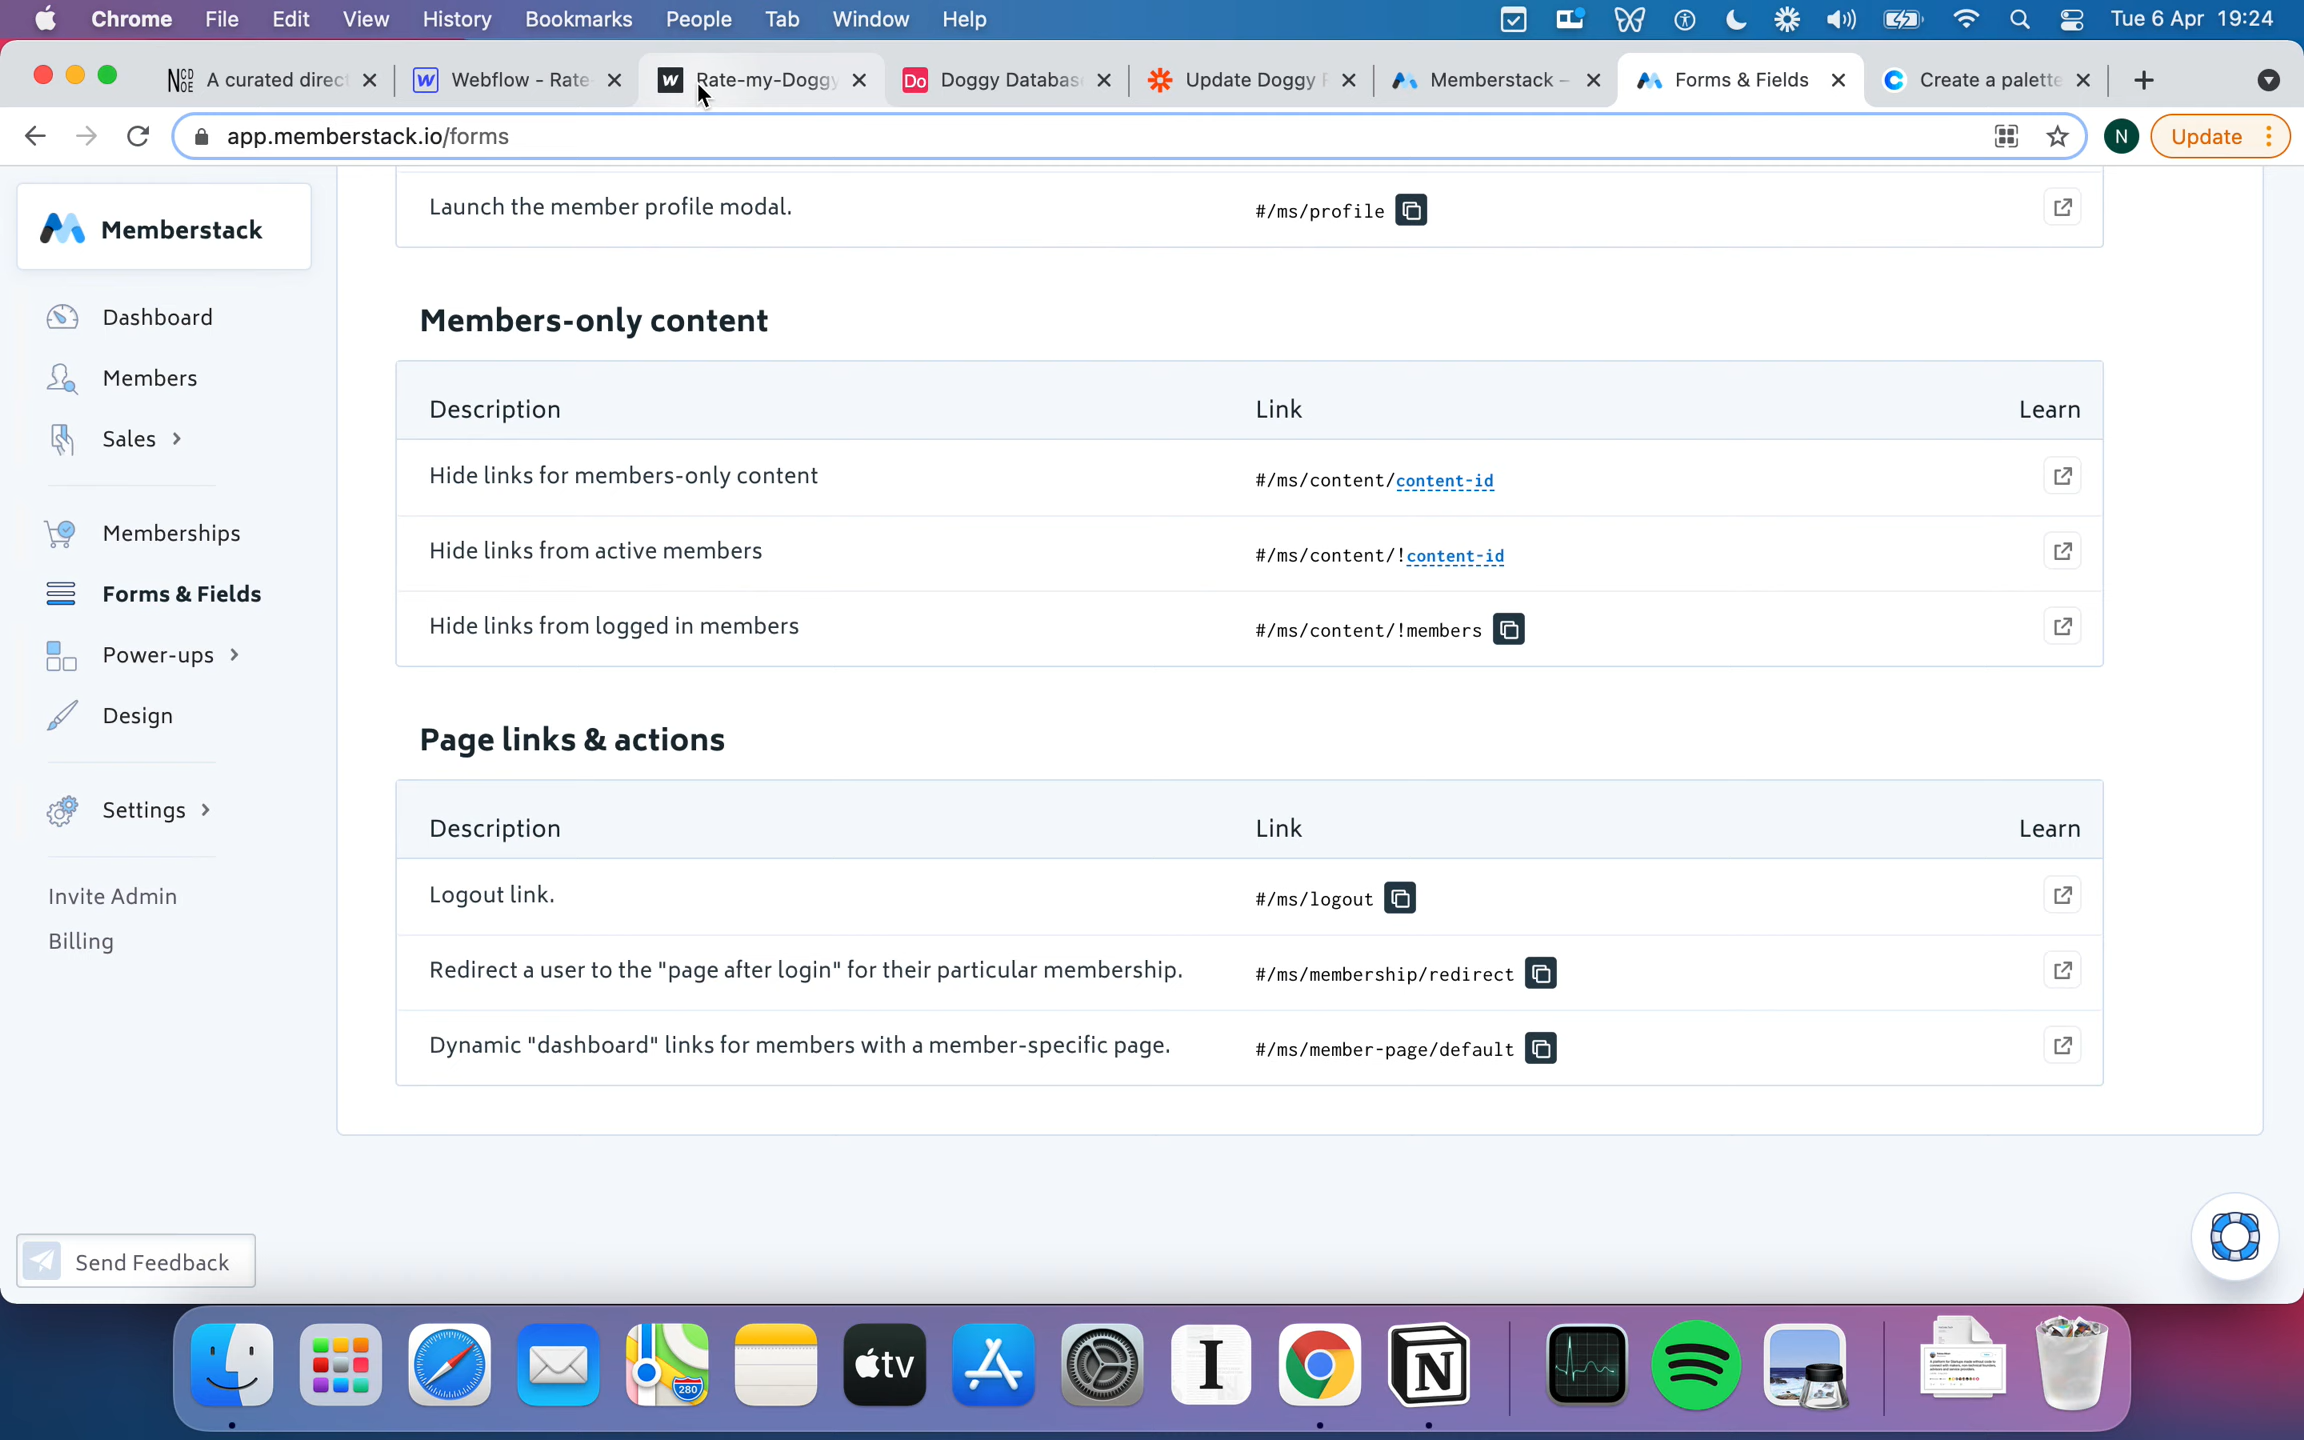 Chrome File Edit View History Bookmarks People Tab Window Help Tue 6 Apr 19:24
A curated direct Webflow - Rate- Rate-my-Doggy Doggy Databas Update Doggy Memberstack – Forms & Fields Create a palette
app.memberstack.io/forms N Update
Memberstack
Dashboard
Members
Sales
Memberships
Forms & Fields
Power-ups
Design
Settings
Invite Admin
Billing
Send Feedback
Launch the member profile modal. #/ms/profile
Members-only content
Description Link Learn
Hide links for members-only content #/ms/content/content-id
Hide links from active members #/ms/content/!content-id
Hide links from logged in members #/ms/content/!members
Page links & actions
Description Link Learn
Logout link. #/ms/logout
Redirect a user to the "page after login" for their particular membership. #/ms/membership/redirect
Dynamic "dashboard" links for members with a member-specific page. #/ms/member-page/default
280
tv